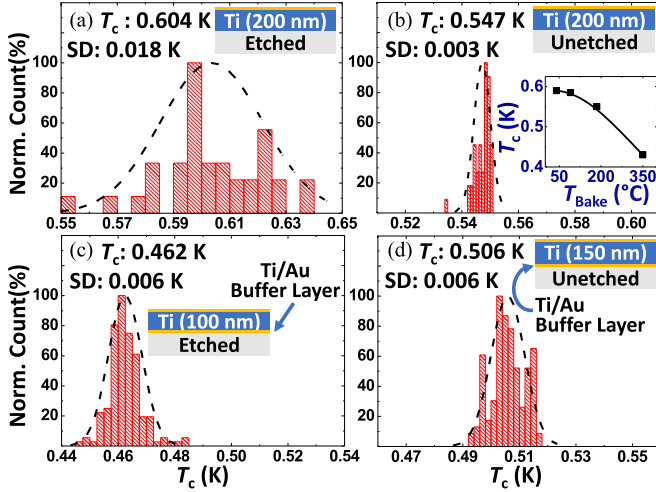 (a) Tc : 0.604 K
SD: 0.018 K
Ti (200 nm)
Etched
Norm. Count(%)
100
80
60
40
20
0.55 0.57 0.59 0.61 0.63 0.65
(b) Tc : 0.547 K
SD: 0.003 K
Ti (200 nm)
Unetched
100
80
60
40
20
0.52 0.54 0.56 0.58 0.60
Tc (K)
0.6
0.5
0.4
50 200 350
TBake (°C)
(c) Tc : 0.462 K
SD: 0.006 K
Ti/Au
Buffer Layer
Ti (100 nm)
Etched
Norm. Count(%)
100
80
60
40
20
0.44 0.46 0.48 0.50 0.52 0.54
Tc (K)
(d) Tc : 0.506 K
SD: 0.006 K
Ti (150 nm)
Unetched
Ti/Au
Buffer Layer
100
80
60
40
20
0.47 0.49 0.51 0.53 0.55
Tc (K)